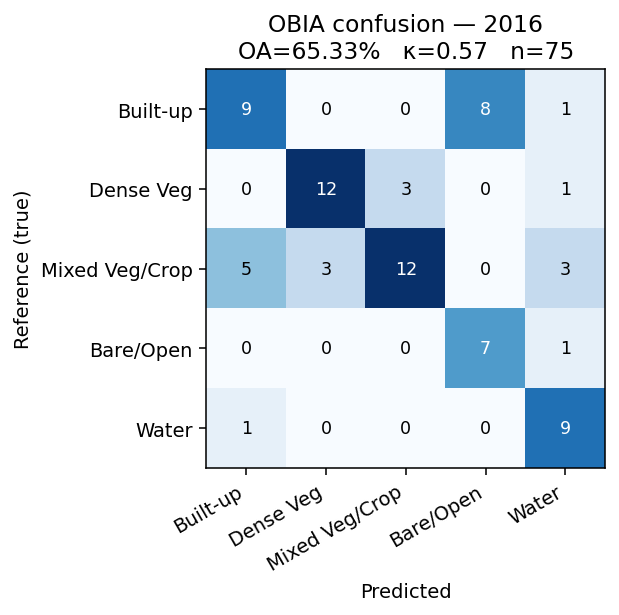 OBIA confusion — 2016
OA=65.33%   κ=0.57   n=75
Reference (true)
Built-up 9 0 0 8 1
Dense Veg 0 12 3 0 1
Mixed Veg/Crop 5 3 12 0 3
Bare/Open 0 0 0 7 1
Water 1 0 0 0 9
Built-up Dense Veg Mixed Veg/Crop Bare/Open Water
Predicted